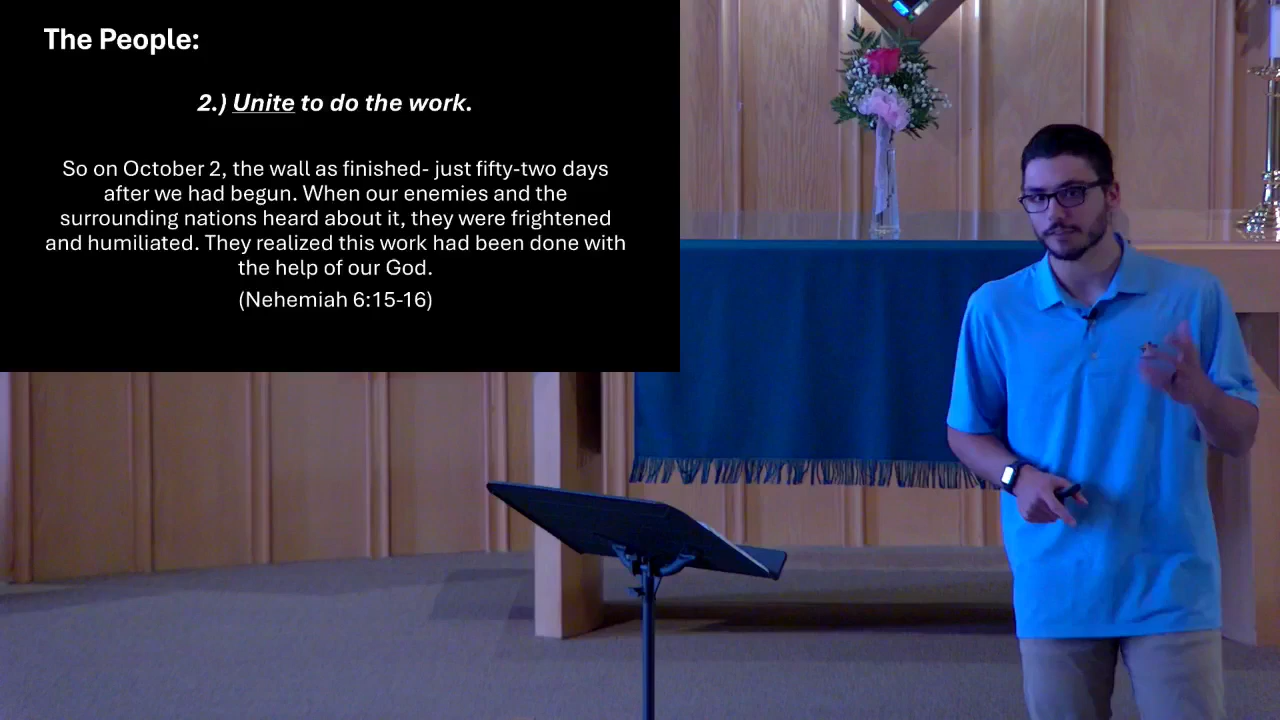 The People:
2.) Unite to do the work.
So on October 2, the wall as finished- just fifty-two days
after we had begun. When our enemies and the
surrounding nations heard about it, they were frightened
and humiliated. They realized this work had been done with
the help of our God.
(Nehemiah 6:15-16)